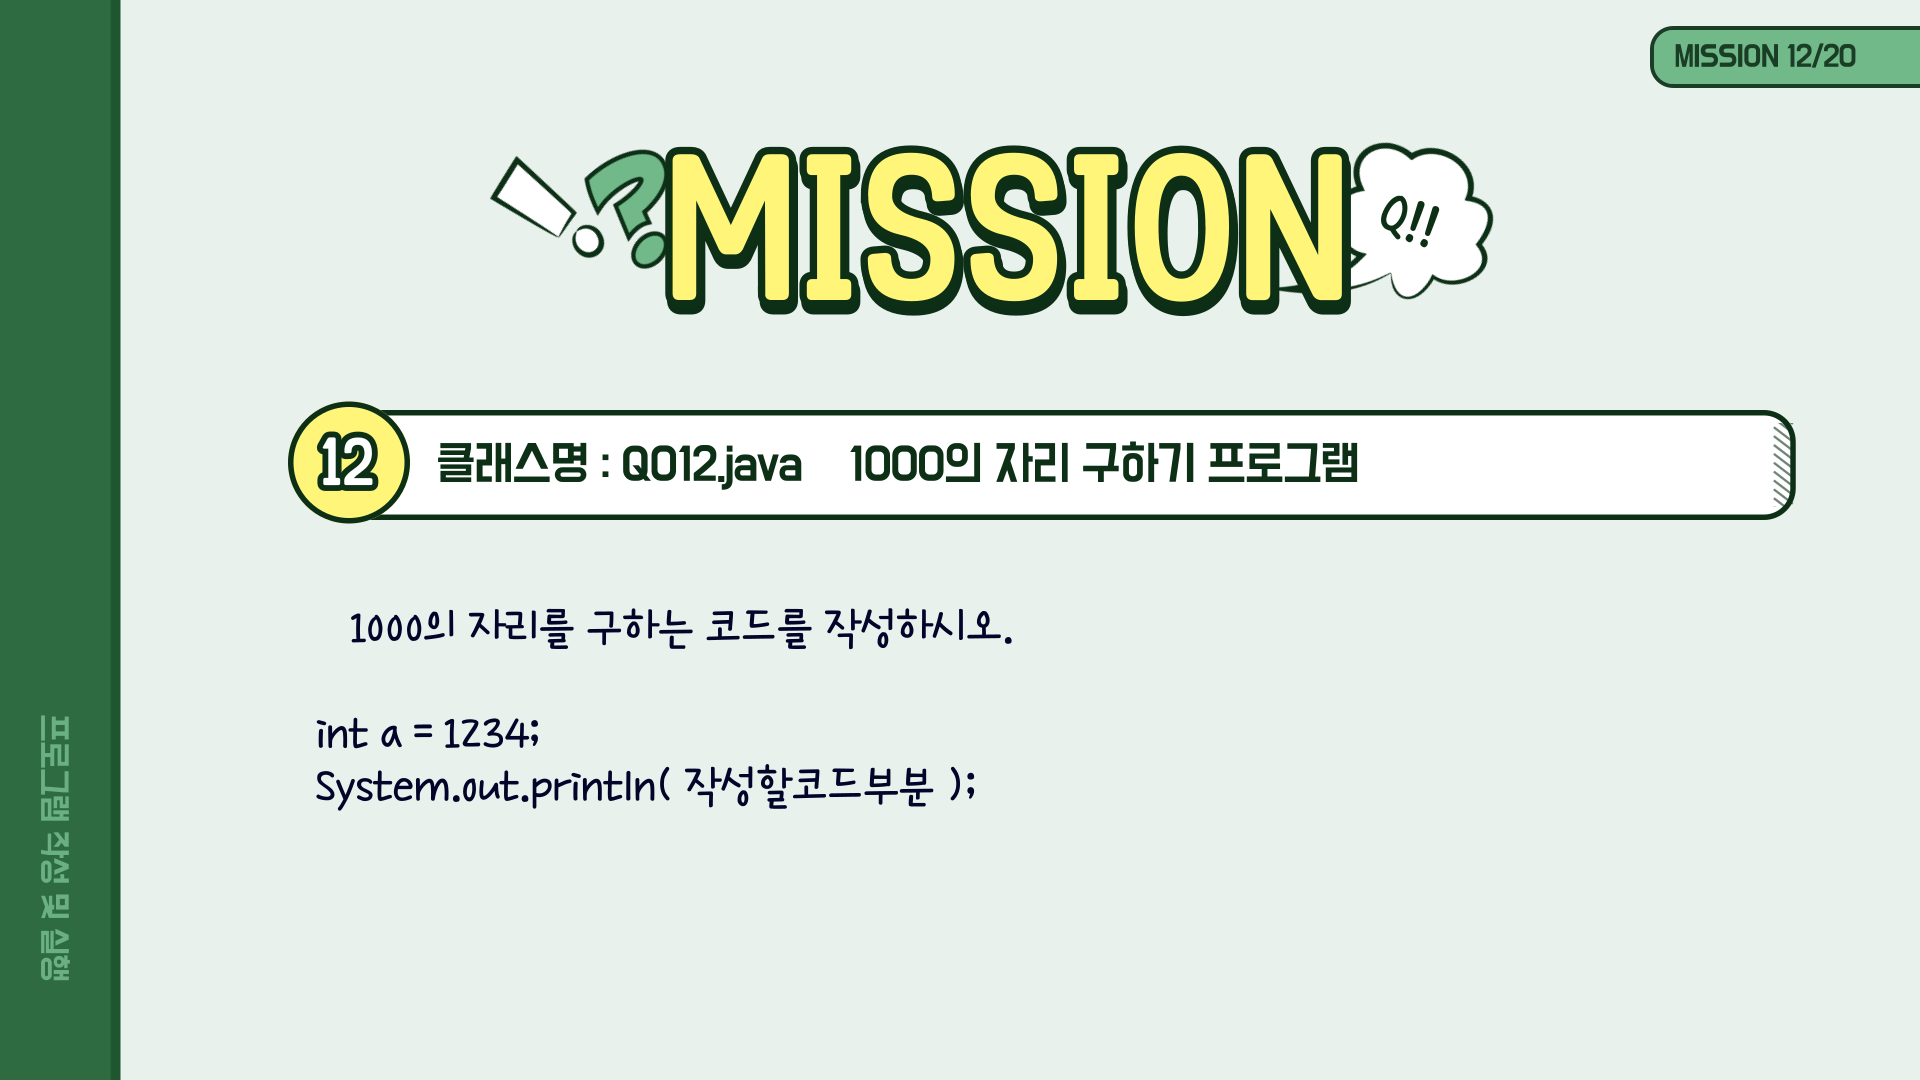 MISSION 12/20
!?MISSION
Q!!
12
클래스명 : Q012.java 1000의 자리 구하기 프로그램
1000의 자리를 구하는 코드를 작성하시오.
int a = 1234;
System.out.println( 작성할코드부분 );
프로그램 작성 및 실행